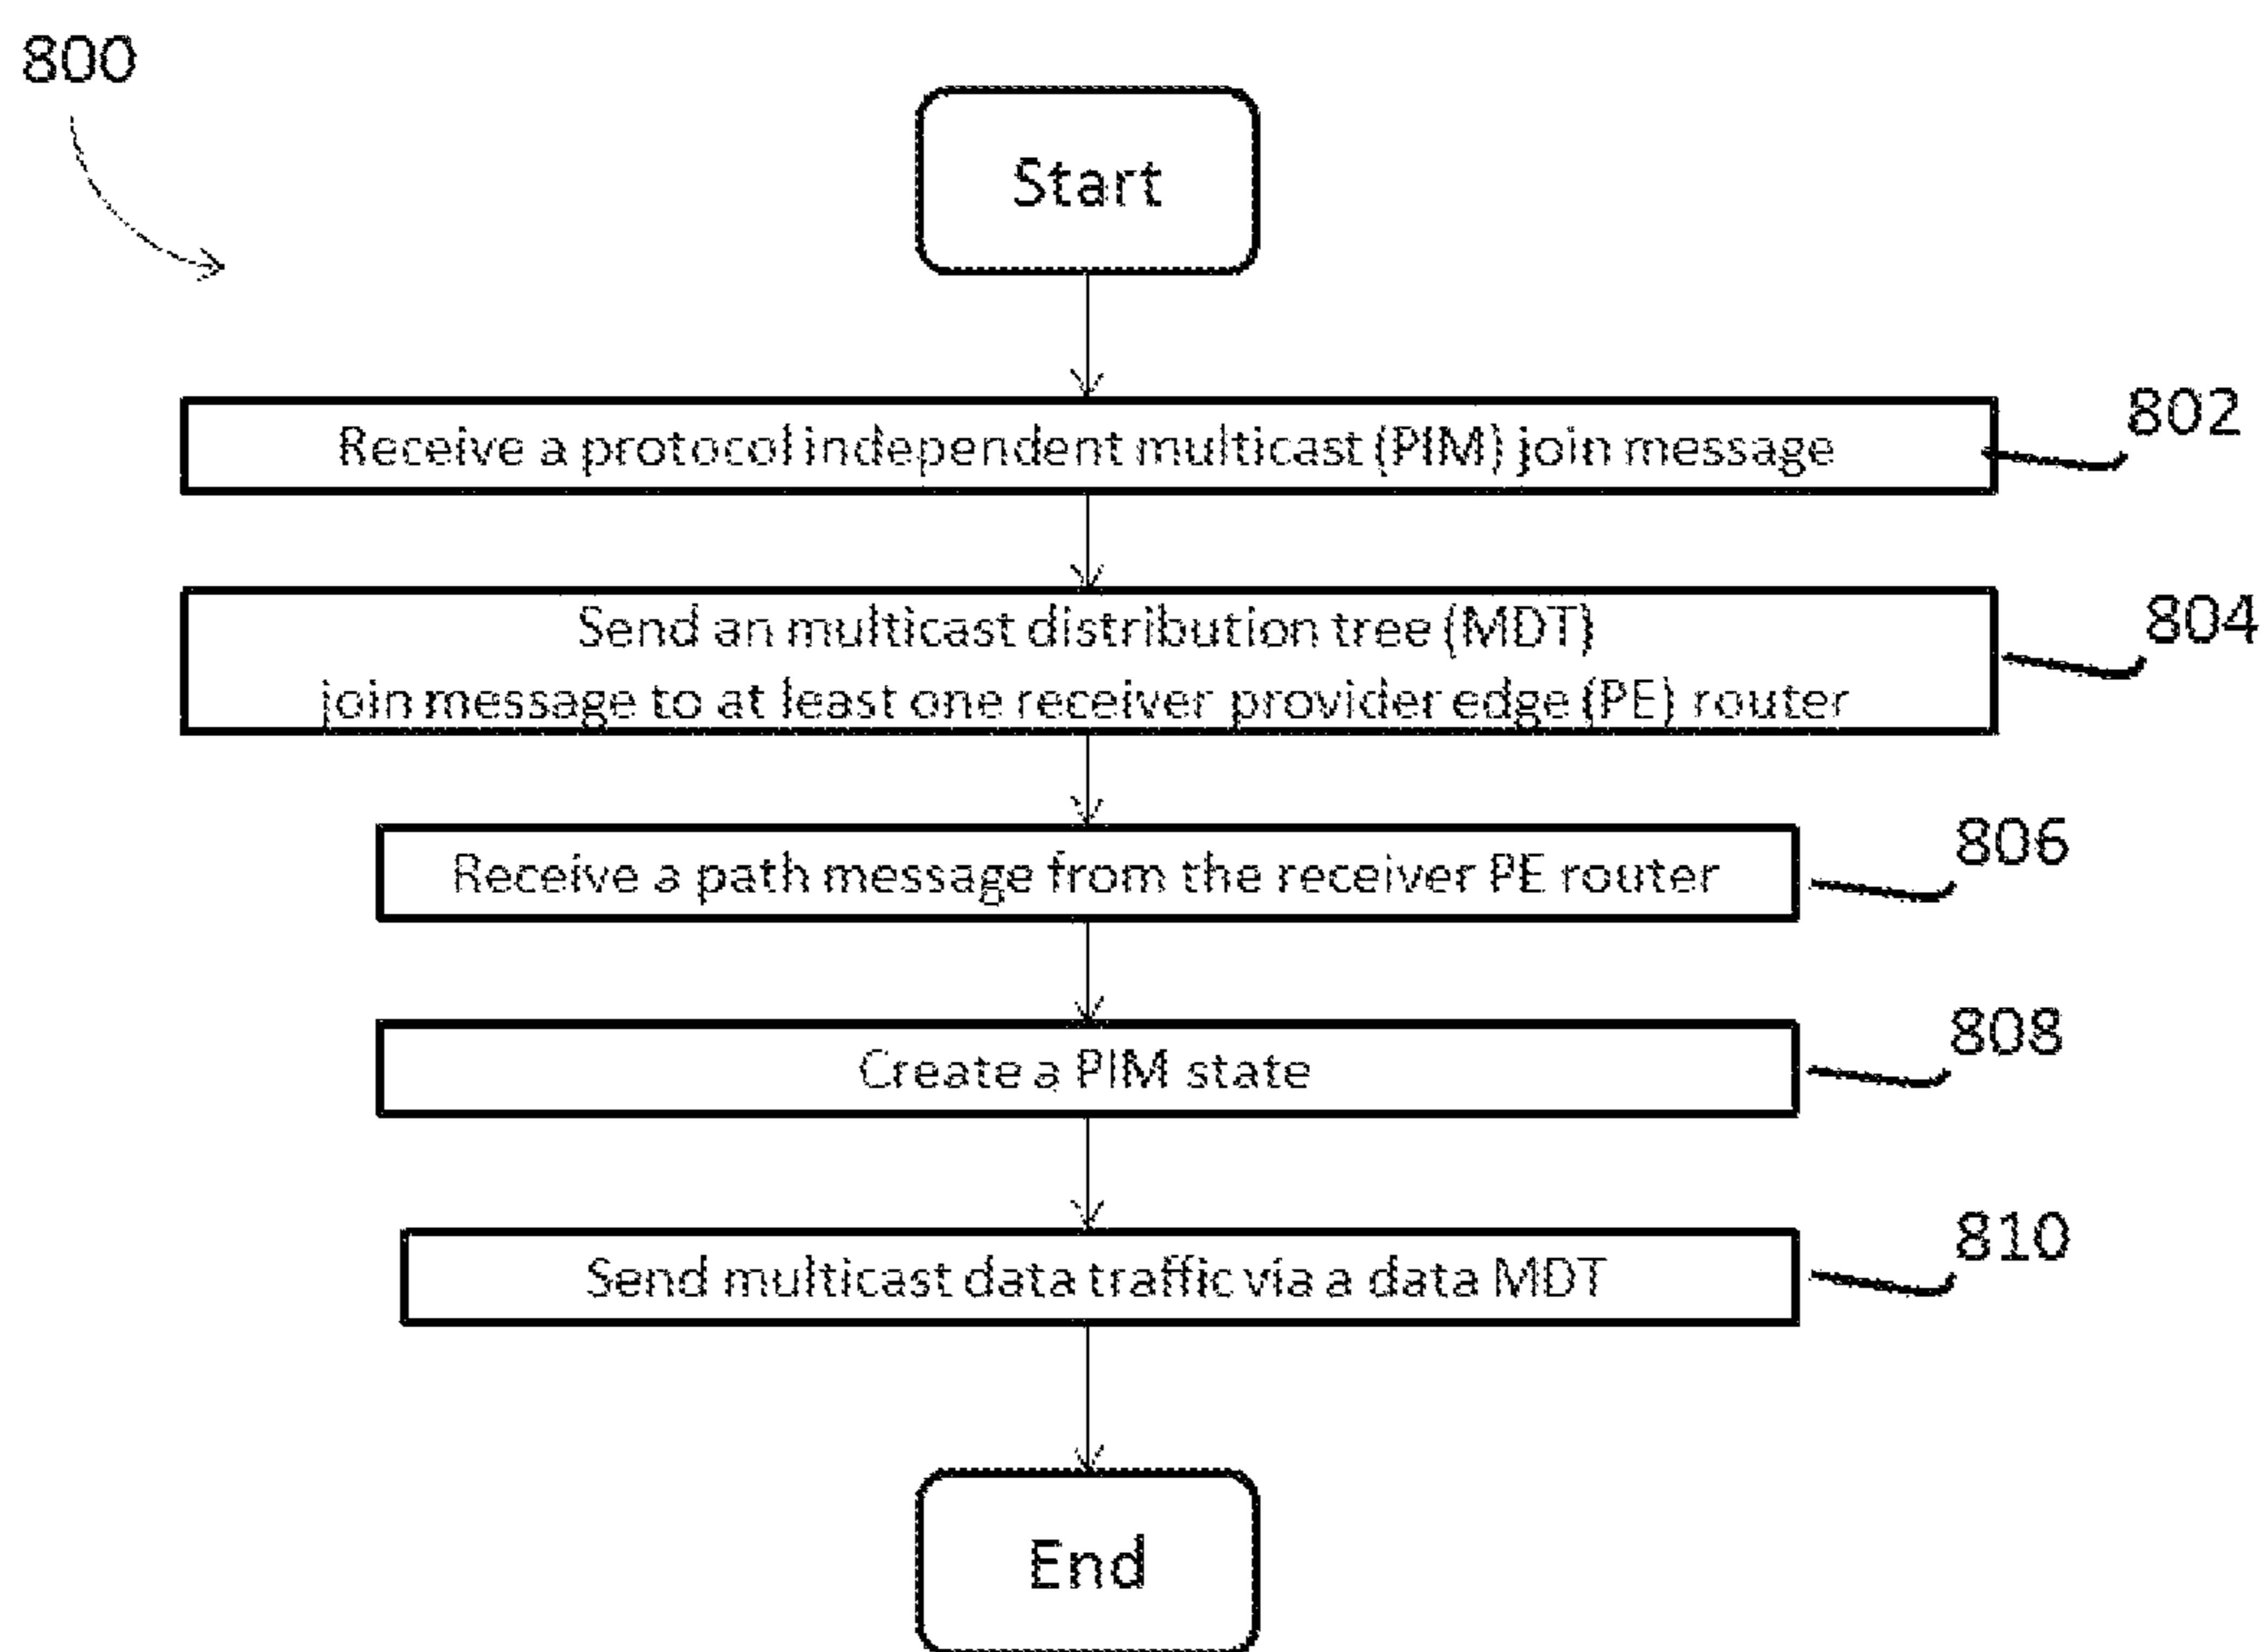 800
Start
Receive a protocol independent multicast (PIM) join message
802
Send an multicast distribution tree (MDT)
join message to at least one receiver provider edge (PE) router
804
Receive a path message from the receiver PE router
806
Create a PIM state
808
Send multicast data traffic via a data MDT
810
End